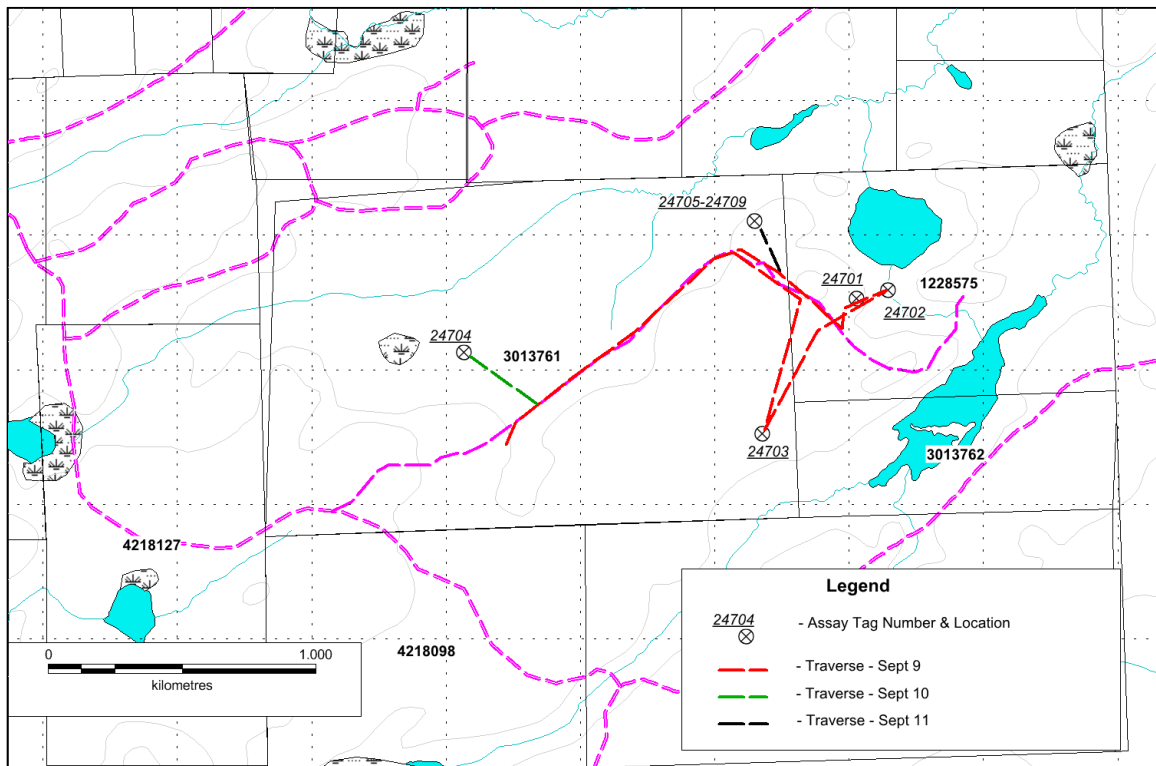 24705-24709
24701
1228575
24702
24704
3013761
24703
3013762
4218127
4218098
0 1.000
kilometres
Legend
24704
- Assay Tag Number & Location
- Traverse - Sept 9
- Traverse - Sept 10
- Traverse - Sept 11